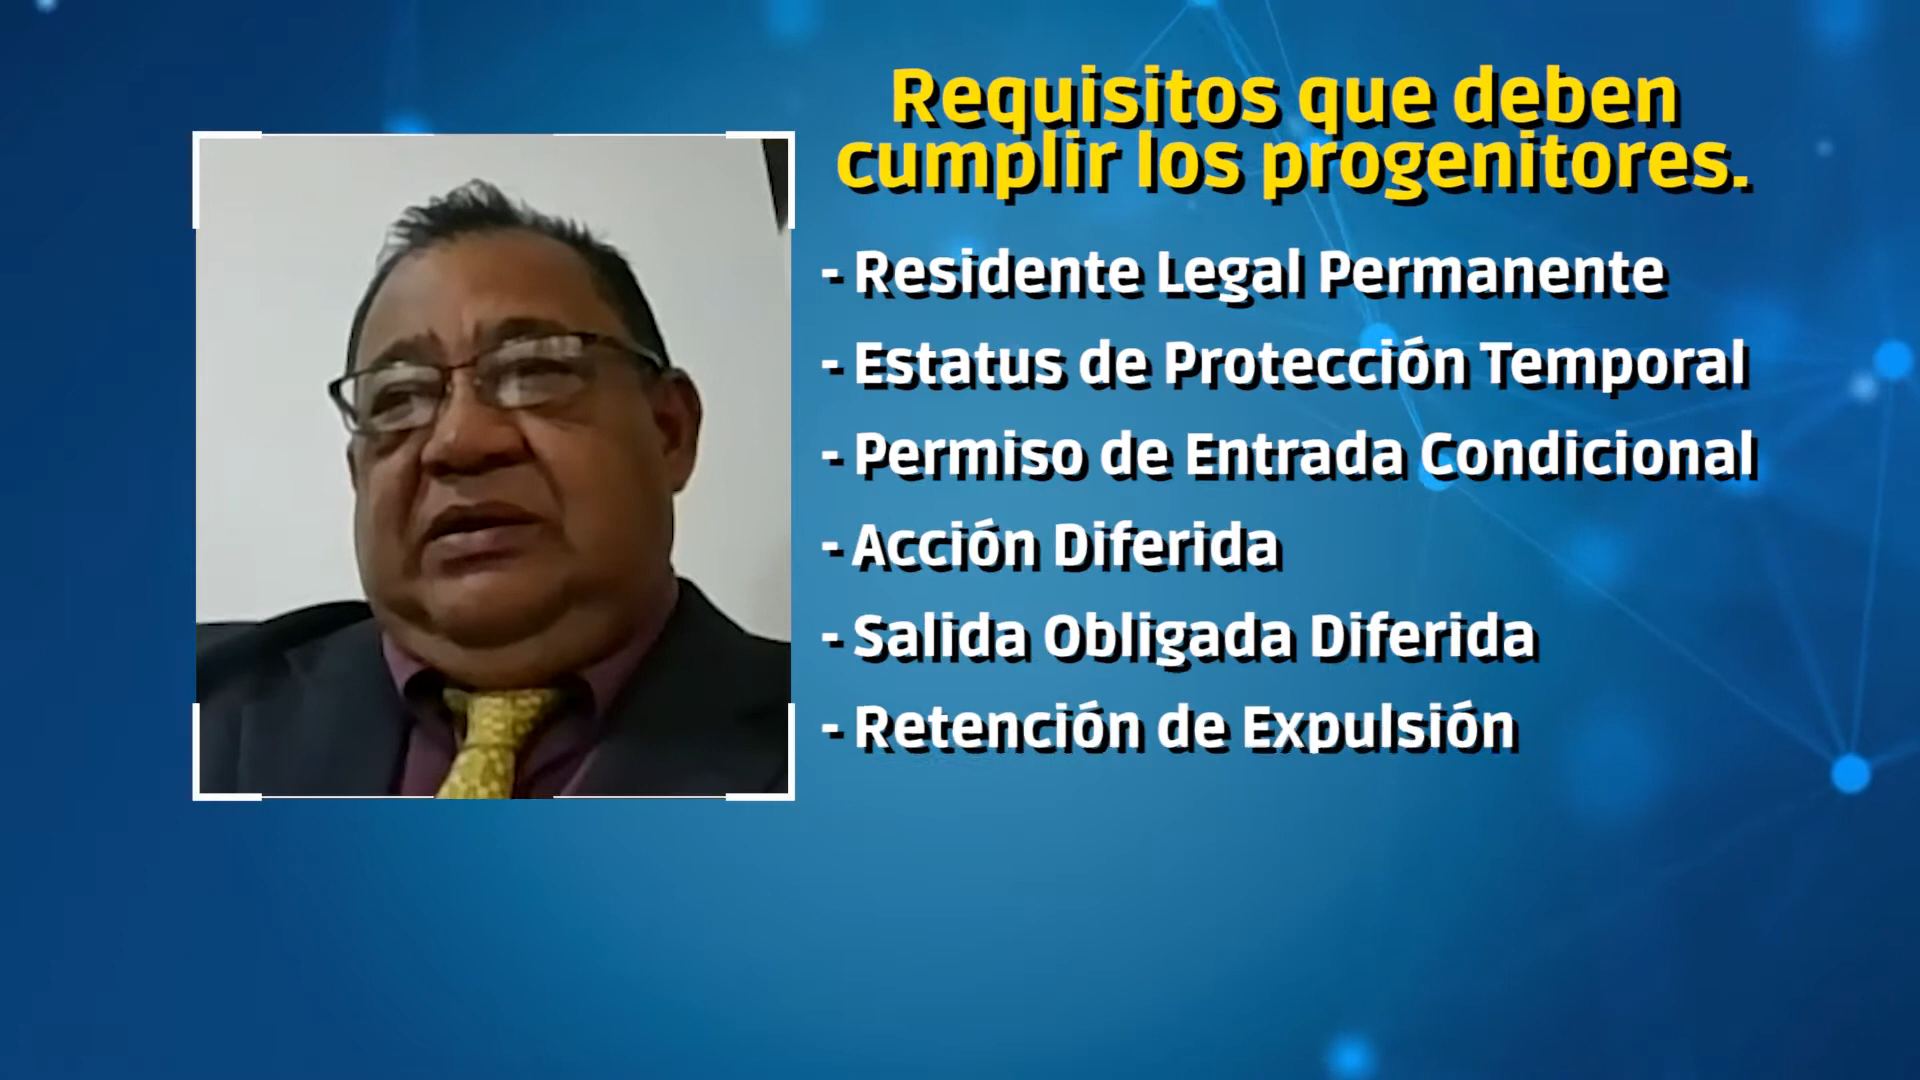 Requisitos que deben
cumplir los progenitores.
- Residente Legal Permanente
- Estatus de Protección Temporal
- Permiso de Entrada Condicional
- Acción Diferida
- Salida Obligada Diferida
- Retención de Expulsión